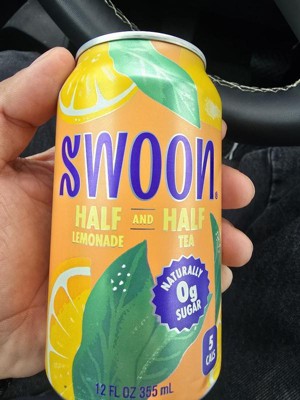 SWOON®
HALF AND HALF
LEMONADE TEA
NATURALLY
0g
SUGAR
5
CALS
12 FL OZ 355 mL